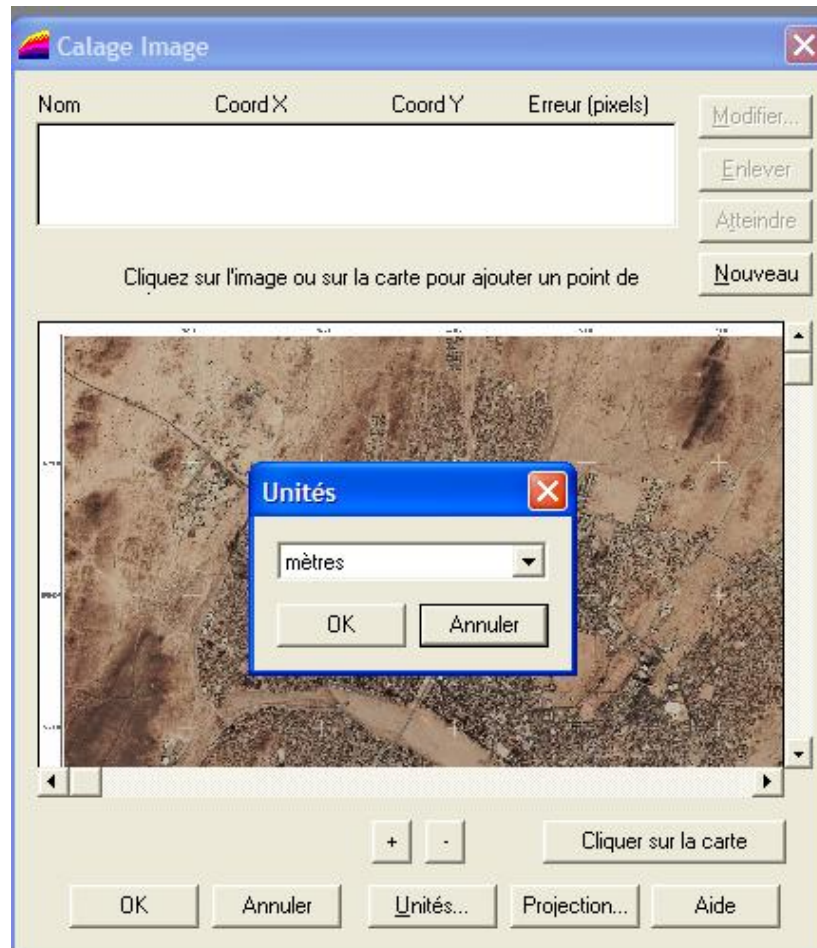 Calage Image
Nom Coord X Coord Y Erreur (pixels)
Modifier...
Enlever
Atteindre
Nouveau
Cliquez sur l'image ou sur la carte pour ajouter un point de
Unités
mètres
OK Annuler
+ -
Cliquer sur la carte
OK Annuler Unités... Projection... Aide